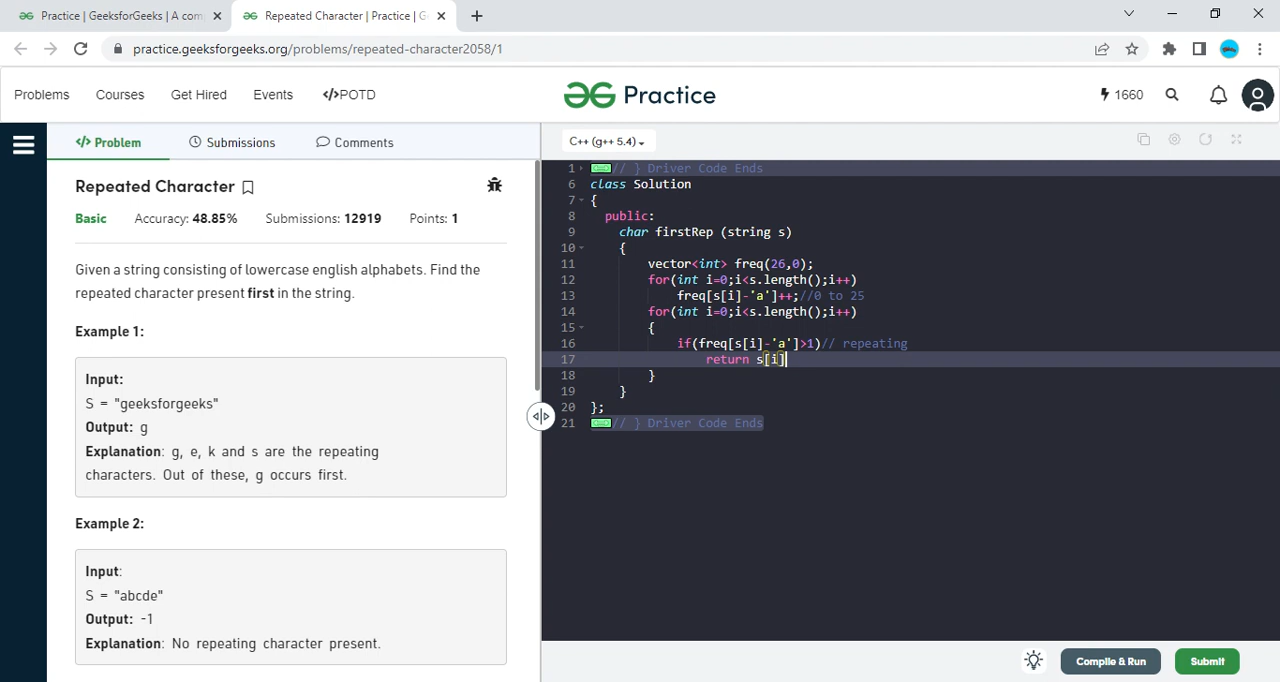 Practice | GeeksforGeeks | A com
Repeated Character | Practice | G
practice.geeksforgeeks.org/problems/repeated-character2058/1
Problems Courses Get Hired Events </>POTD
Practice
1660
</> Problem Submissions Comments
C++ (g++ 5.4)
Repeated Character
Basic Accuracy: 48.85% Submissions: 12919 Points: 1
Given a string consisting of lowercase english alphabets. Find the
repeated character present first in the string.
Example 1:
Input:
S = "geeksforgeeks"
Output: g
Explanation: g, e, k and s are the repeating
characters. Out of these, g occurs first.
Example 2:
Input:
S = "abcde"
Output: -1
Explanation: No repeating character present.
1 // } Driver Code Ends
6 class Solution
7 {
8 public:
9 char firstRep (string s)
10 {
11 vector<int> freq(26,0);
12 for(int i=0;i<s.length();i++)
13 freq[s[i]-'a']++;//0 to 25
14 for(int i=0;i<s.length();i++)
15 {
16 if(freq[s[i]-'a']>1)// repeating
17 return s[i]
18 }
19 }
20 };
21 // } Driver Code Ends
Compile & Run
Submit